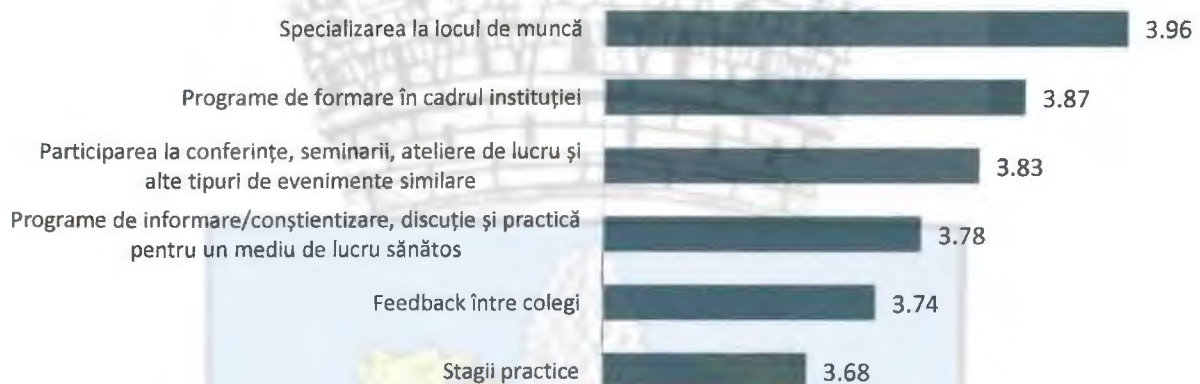 Specializarea la locul de muncă 3.96
Programe de formare în cadrul instituției 3.87
Participarea la conferințe, seminarii, ateliere de lucru și
alte tipuri de evenimente similare 3.83
Programe de informare/conștientizare, discuție și practică
pentru un mediu de lucru sănătos 3.78
Feedback între colegi 3.74
Stagii practice 3.68